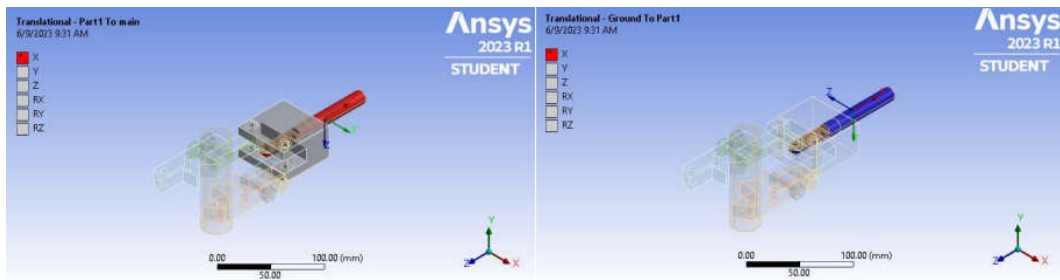 Translational - Part1 To main
6/9/2023 9:31 AM
X
Y
Z
RX
RY
RZ
Ansys
2023 R1
STUDENT
Z
0.00
100.00 (mm)
50.00
Y
Z
X
Translational - Ground To Part1
6/9/2023 9:31 AM
X
Y
Z
RX
RY
RZ
Ansys
2023 R1
STUDENT
Z
0.00
100.00 (mm)
50.00
Y
Z
X